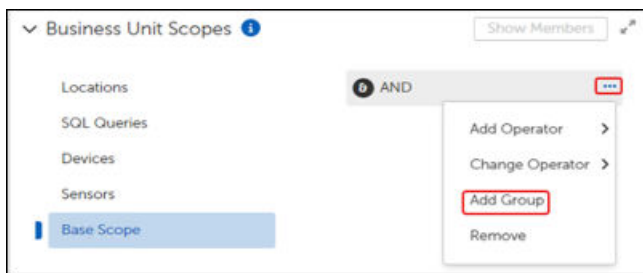 Business Unit Scopes
Show Members
Locations
AND
SQL Queries
Add Operator
Devices
Change Operator
Sensors
Add Group
Base Scope
Remove